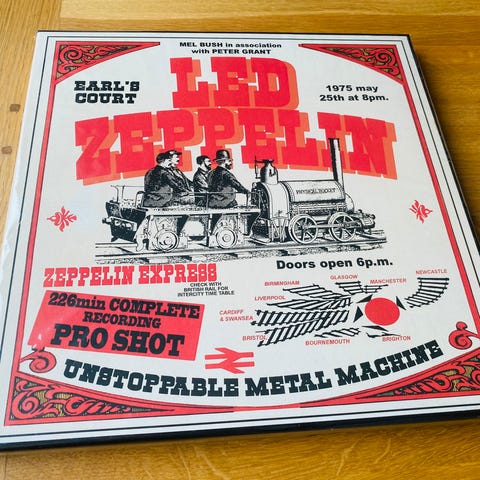 MEL BUSH in association
with PETER GRANT
LED
ZEPPELIN
EARL'S
COURT
1975 may
25th at 8pm.
PHYSICAL ROCKET
Doors open 6p.m.
ZEPPELIN EXPRESS
CHECK WITH
BRITISH RAIL FOR
INTERCITY TIME TABLE
226min COMPLETE
RECORDING
PRO SHOT
BIRMINGHAM
GLASGOW
MANCHESTER
NEWCASTLE
LIVERPOOL
CARDIFF
& SWANSEA
BRISTOL
BOURNEMOUTH
BRIGHTON
UNSTOPPABLE METAL MACHINE